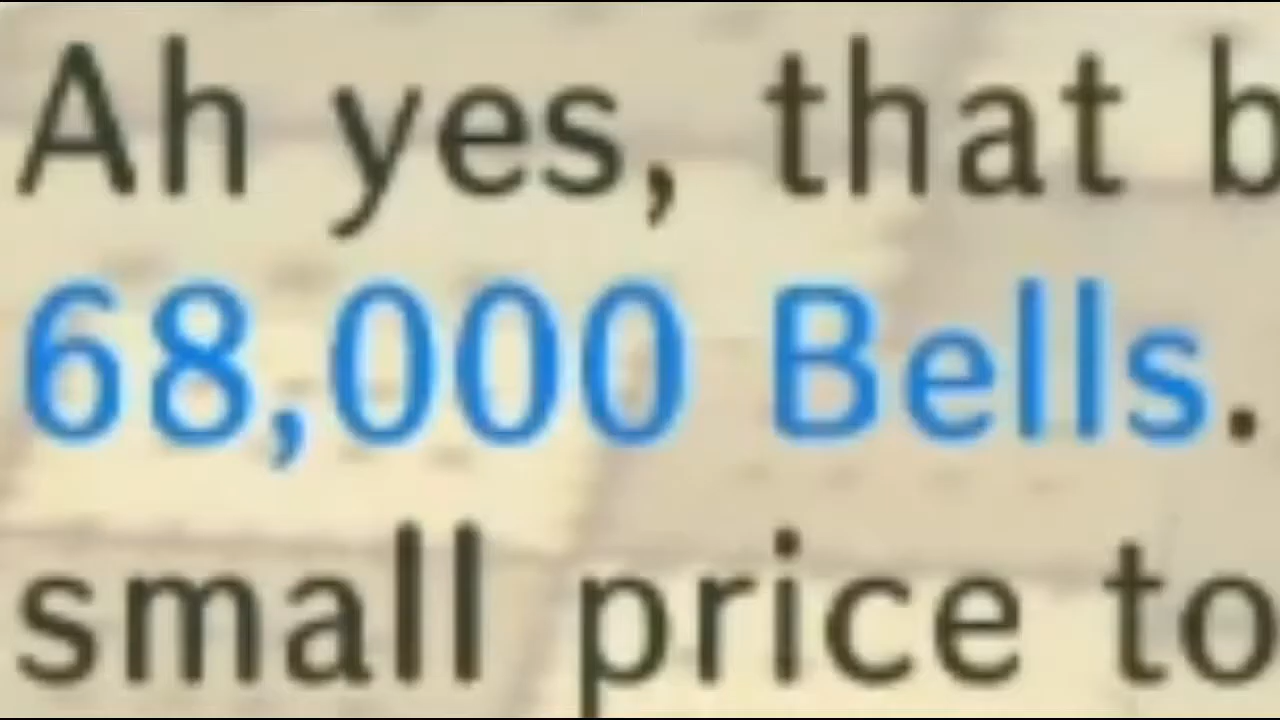 Ah yes, that b
68,000 Bells.
small price to